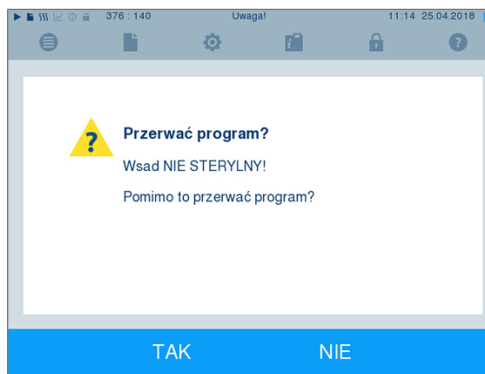 376 : 140 Uwaga! 11:14 25.04.2018
Przerwać program?
Wsad NIE STERYLNY!
Pomimo to przerwać program?
TAK NIE